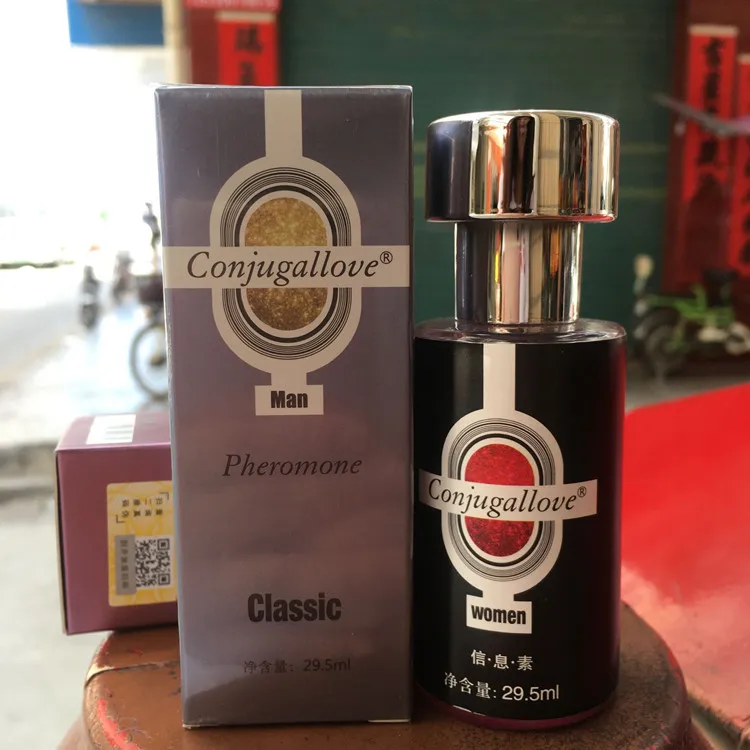 Conjugallove®
Man
Pheromone
Classic
净含量: 29.5ml
Conjugallove®
women
信·息·素
净含量: 29.5ml